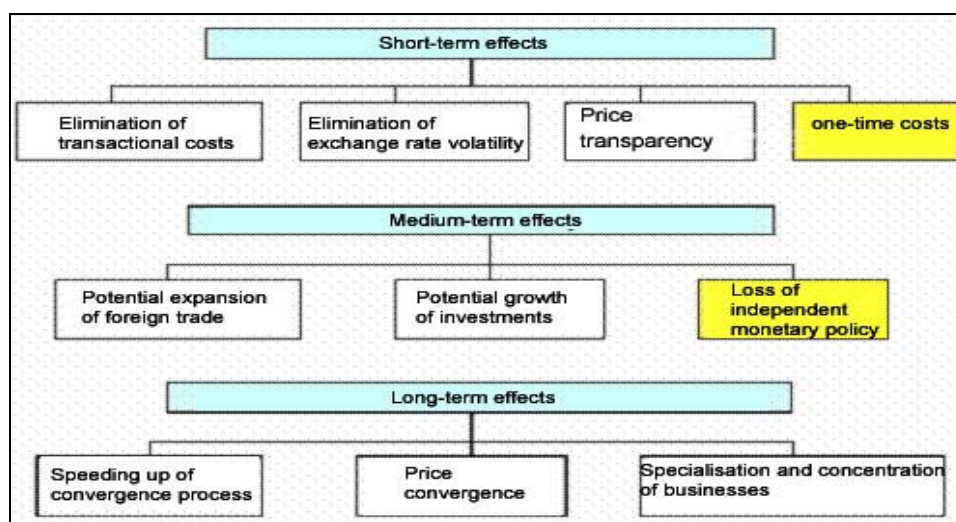 Short-term effects
Elimination of
transactional costs
Elimination of
exchange rate volatility
Price
transparency
one-time costs
Medium-term effects
Potential expansion
of foreign trade
Potential growth
of investments
Loss of
independent
monetary policy
Long-term effects
Speeding up of
convergence process
Price
convergence
Specialisation and concentration
of businesses